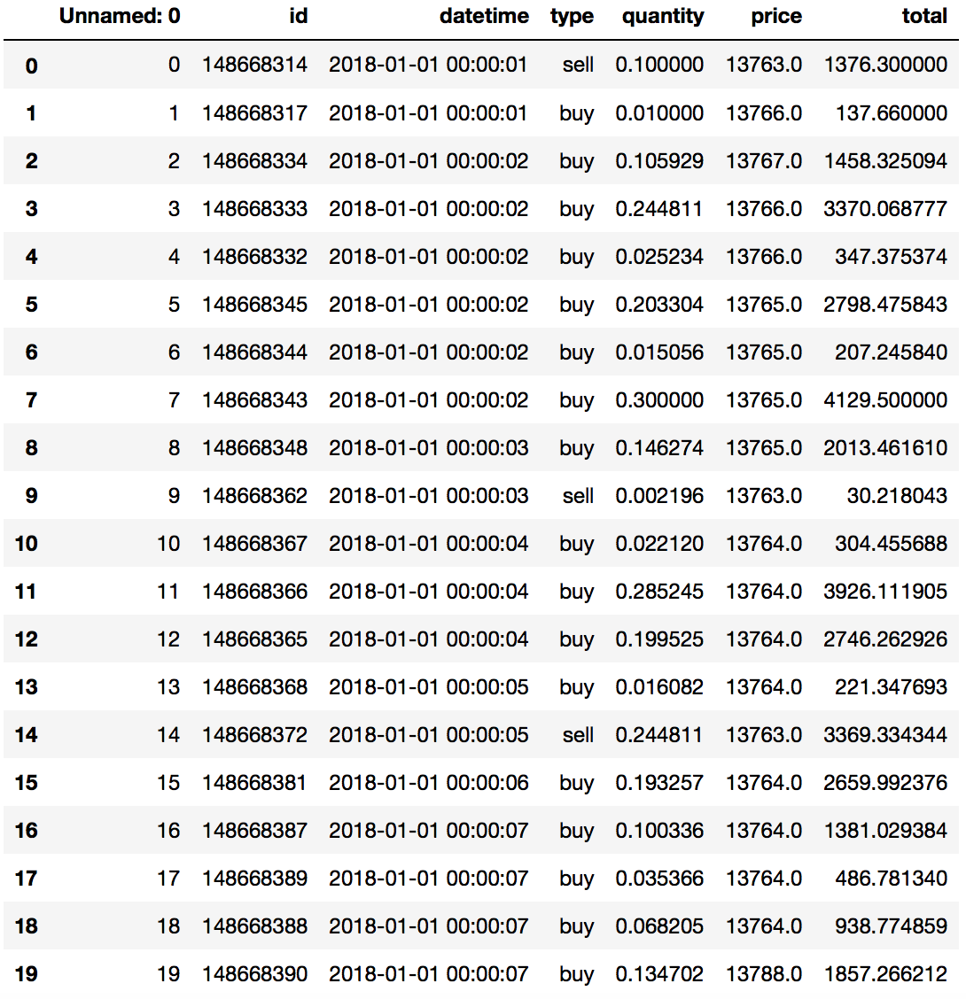 Unnamed: 0 id datetime type quantity price total
0 0 148668314 2018-01-01 00:00:01 sell 0.100000 13763.0 1376.300000
1 1 148668317 2018-01-01 00:00:01 buy 0.010000 13766.0 137.660000
2 2 148668334 2018-01-01 00:00:02 buy 0.105929 13767.0 1458.325094
3 3 148668333 2018-01-01 00:00:02 buy 0.244811 13766.0 3370.068777
4 4 148668332 2018-01-01 00:00:02 buy 0.025234 13766.0 347.375374
5 5 148668345 2018-01-01 00:00:02 buy 0.203304 13765.0 2798.475843
6 6 148668344 2018-01-01 00:00:02 buy 0.015056 13765.0 207.245840
7 7 148668343 2018-01-01 00:00:02 buy 0.300000 13765.0 4129.500000
8 8 148668348 2018-01-01 00:00:03 buy 0.146274 13765.0 2013.461610
9 9 148668362 2018-01-01 00:00:03 sell 0.002196 13763.0 30.218043
10 10 148668367 2018-01-01 00:00:04 buy 0.022120 13764.0 304.455688
11 11 148668366 2018-01-01 00:00:04 buy 0.285245 13764.0 3926.111905
12 12 148668365 2018-01-01 00:00:04 buy 0.199525 13764.0 2746.262926
13 13 148668368 2018-01-01 00:00:05 buy 0.016082 13764.0 221.347693
14 14 148668372 2018-01-01 00:00:05 sell 0.244811 13763.0 3369.334344
15 15 148668381 2018-01-01 00:00:06 buy 0.193257 13764.0 2659.992376
16 16 148668387 2018-01-01 00:00:07 buy 0.100336 13764.0 1381.029384
17 17 148668389 2018-01-01 00:00:07 buy 0.035366 13764.0 486.781340
18 18 148668388 2018-01-01 00:00:07 buy 0.068205 13764.0 938.774859
19 19 148668390 2018-01-01 00:00:07 buy 0.134702 13788.0 1857.266212